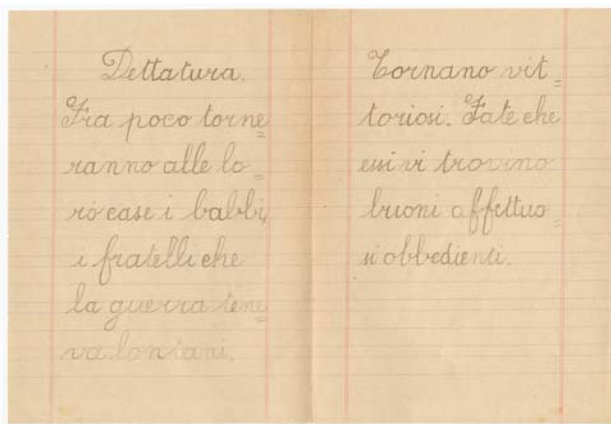 Dettatura.
Fra poco torne=
ranno alle lo=
ro case i babbi,
i fratelli che
la guerra tene=
va lontani.
Tornano vit=
toriosi. Fate che
essi vi trovino
buoni affettuo=
si obbedienti.